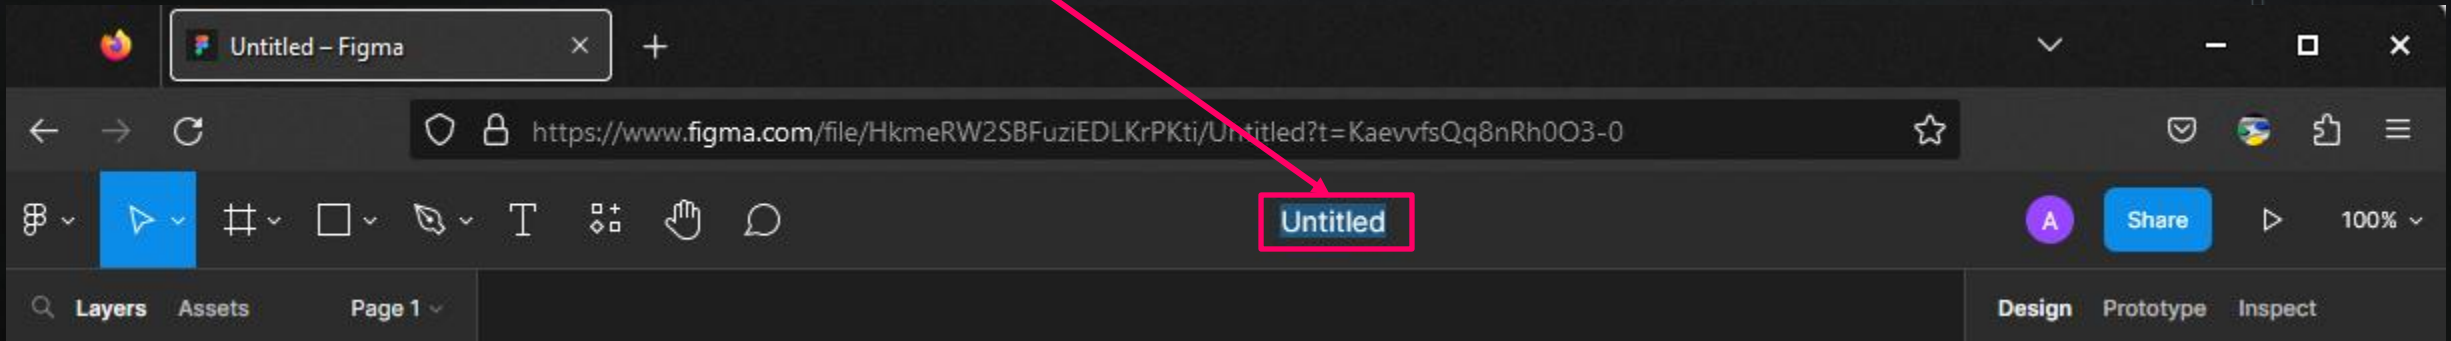 Untitled – Figma
https://www.figma.com/file/HkmeRW2SBFuziEDLKrPKti/Untitled?t=KaevvfsQq8nRh0O3-0
Untitled A Share 100%
Layers Assets Page 1 Design Prototype Inspect